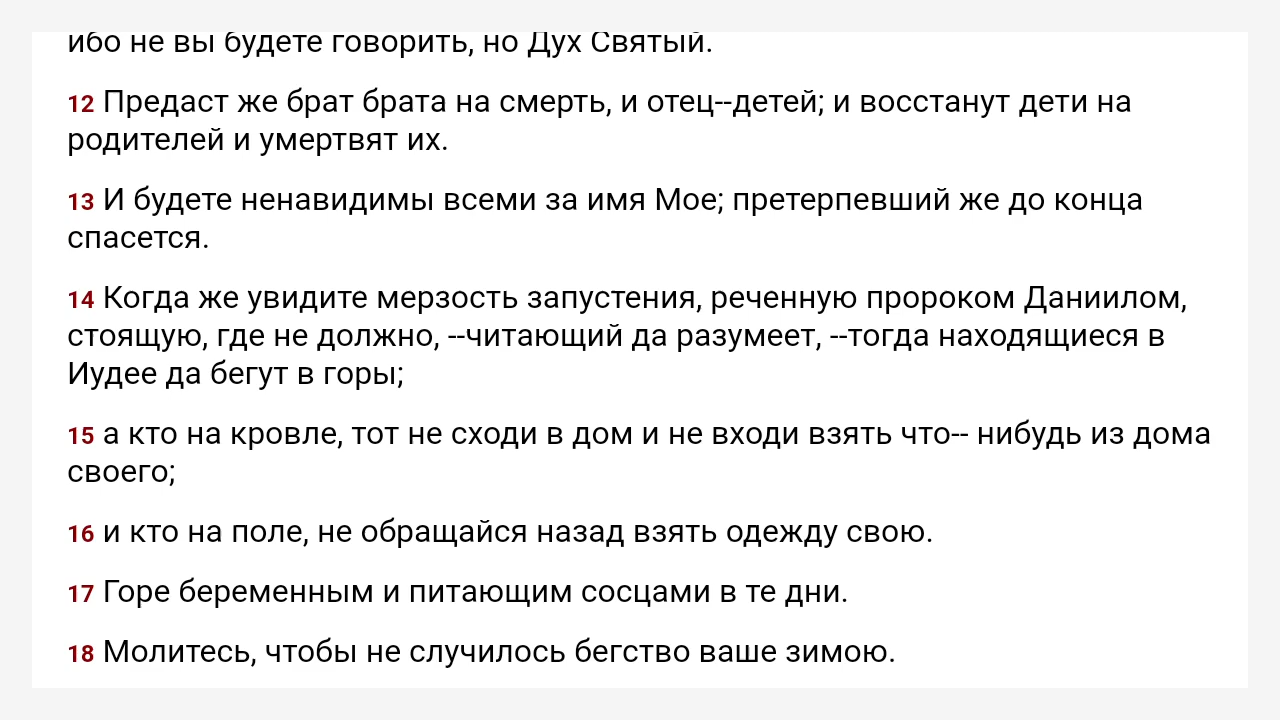 ибо не вы будете говорить, но Дух Святый.
12 Предаст же брат брата на смерть, и отец--детей; и восстанут дети на
родителей и умертвят их.
13 И будете ненавидимы всеми за имя Мое; претерпевший же до конца
спасется.
14 Когда же увидите мерзость запустения, реченную пророком Даниилом,
стоящую, где не должно, --читающий да разумеет, --тогда находящиеся в
Иудее да бегут в горы;
15 а кто на кровле, тот не сходи в дом и не входи взять что-- нибудь из дома
своего;
16 и кто на поле, не обращайся назад взять одежду свою.
17 Горе беременным и питающим сосцами в те дни.
18 Молитесь, чтобы не случилось бегство ваше зимою.